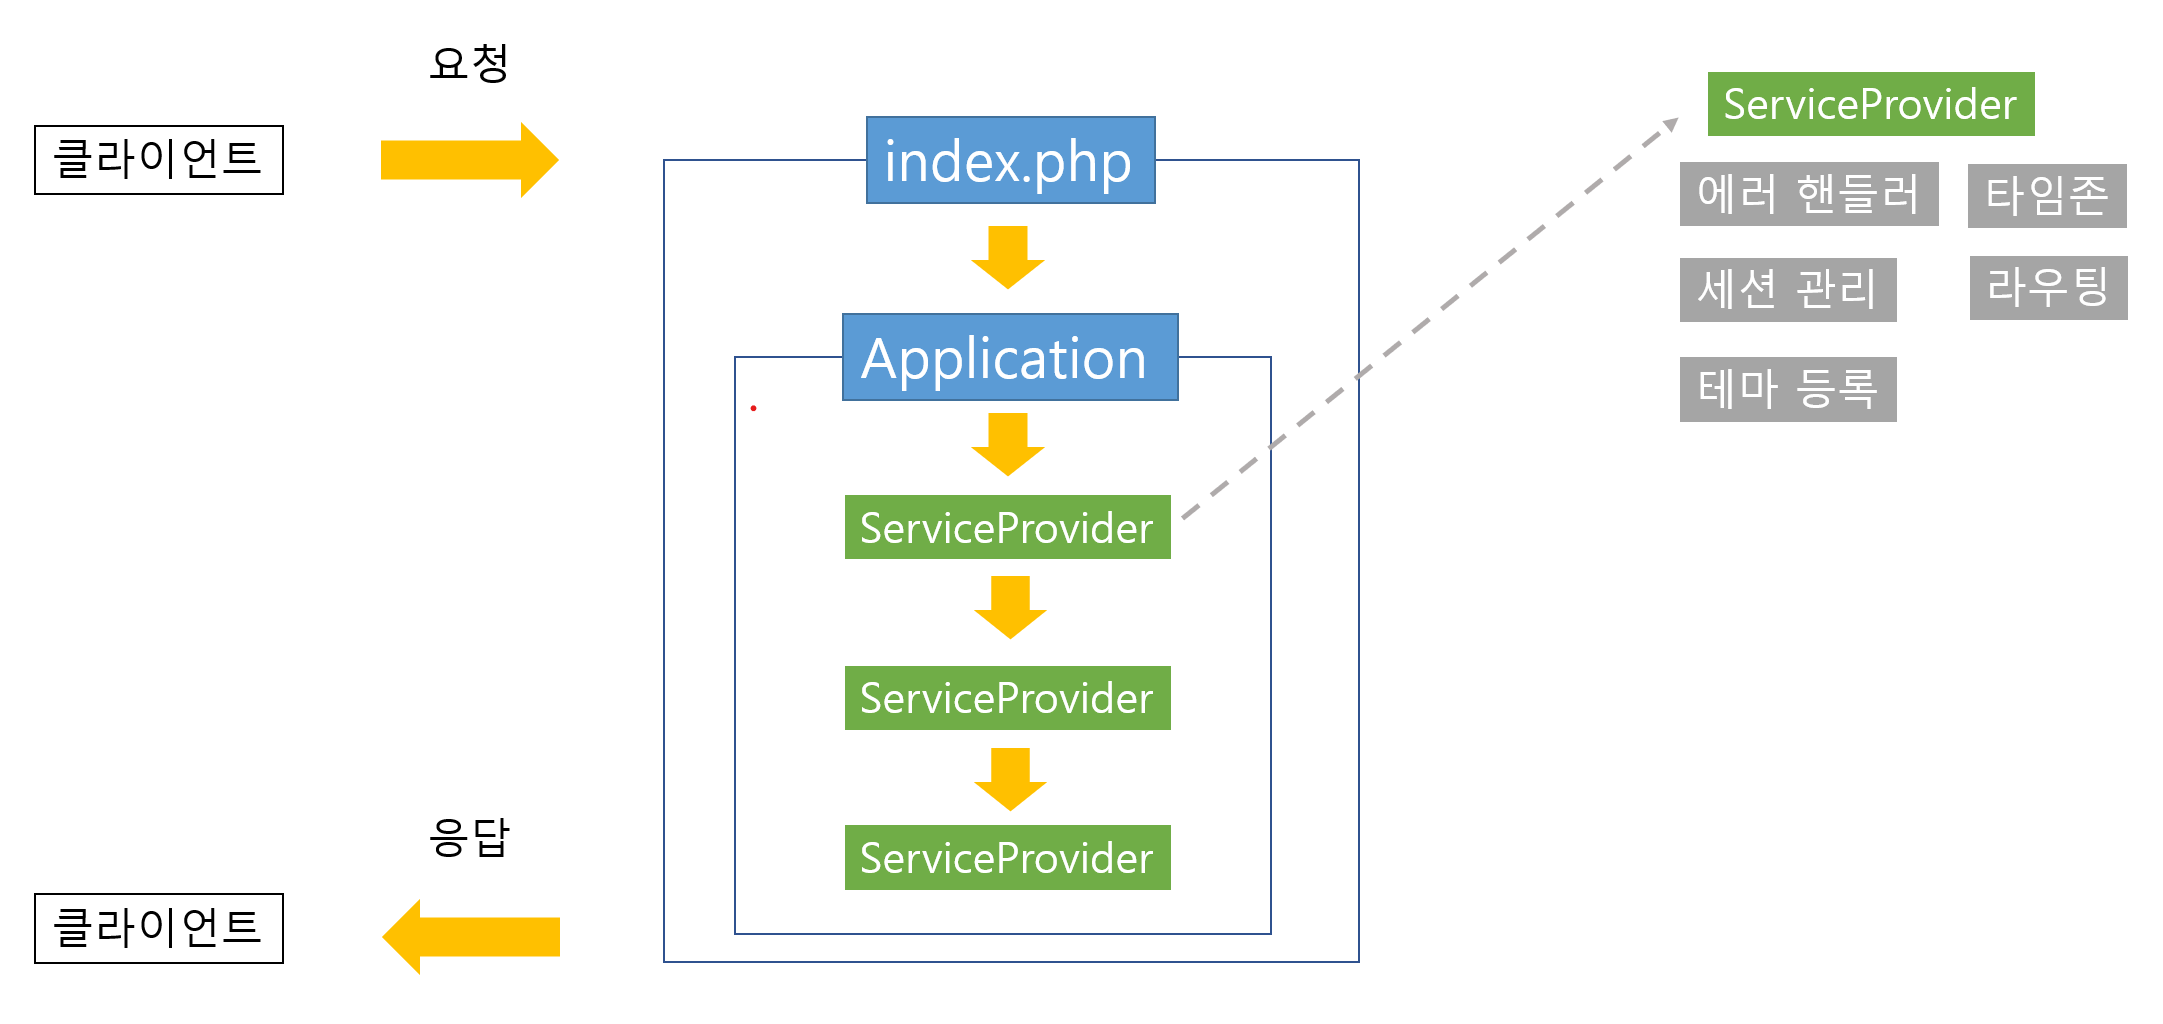 요청
클라이언트
index.php
Application
ServiceProvider
ServiceProvider
ServiceProvider
응답
클라이언트
ServiceProvider
에러 핸들러
타임존
세션 관리
라우팅
테마 등록